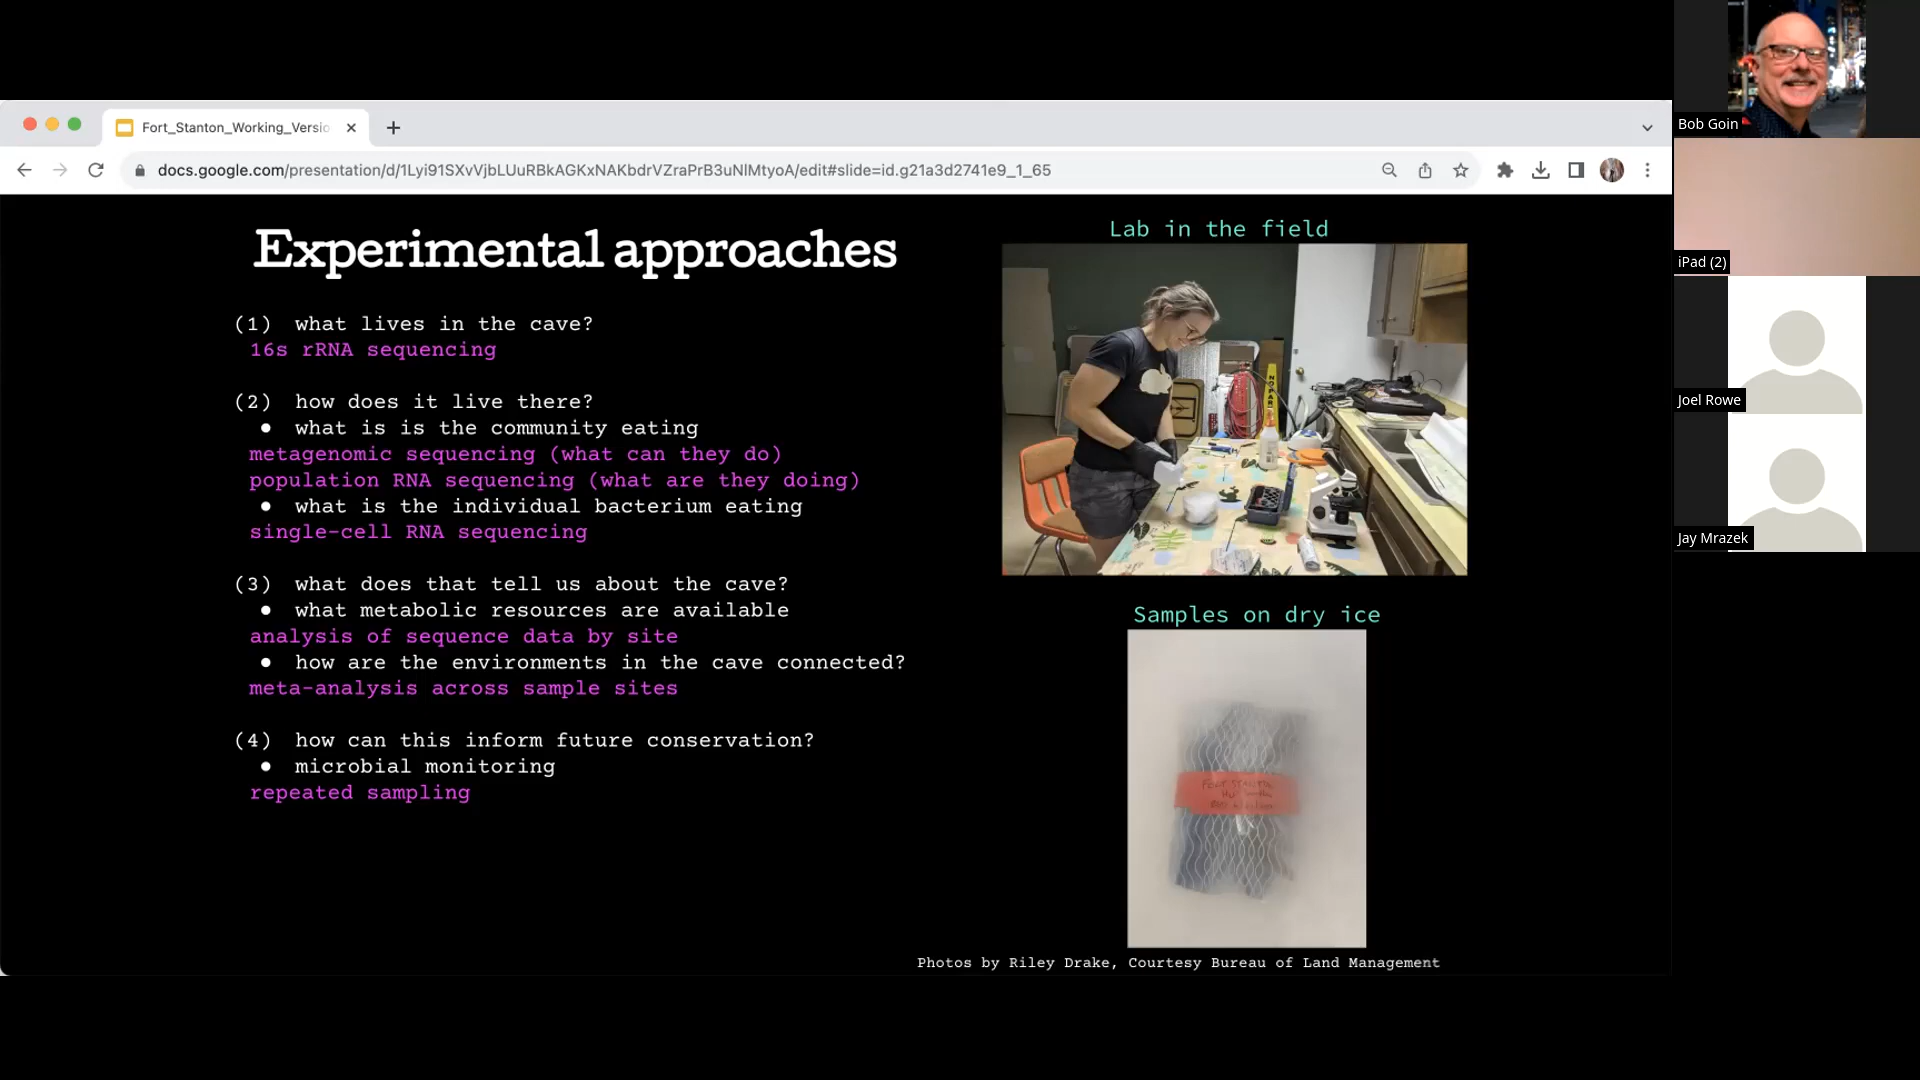 Fort_Stanton_Working_Versio
docs.google.com/presentation/d/1Lyi91SXvVjbLUuRBkAGKxNAKbdrVZraPrB3uNlMtyoA/edit#slide=id.g21a3d2741e9_1_65
Experimental approaches
(1) what lives in the cave?
16s rRNA sequencing
(2) how does it live there?
● what is is the community eating
metagenomic sequencing (what can they do)
population RNA sequencing (what are they doing)
● what is the individual bacterium eating
single-cell RNA sequencing
(3) what does that tell us about the cave?
● what metabolic resources are available
analysis of sequence data by site
● how are the environments in the cave connected?
meta-analysis across sample sites
(4) how can this inform future conservation?
● microbial monitoring
repeated sampling
Lab in the field
NO PAR
Samples on dry ice
Photos by Riley Drake, Courtesy Bureau of Land Management
Bob Goin
iPad (2)
Joel Rowe
Jay Mrazek